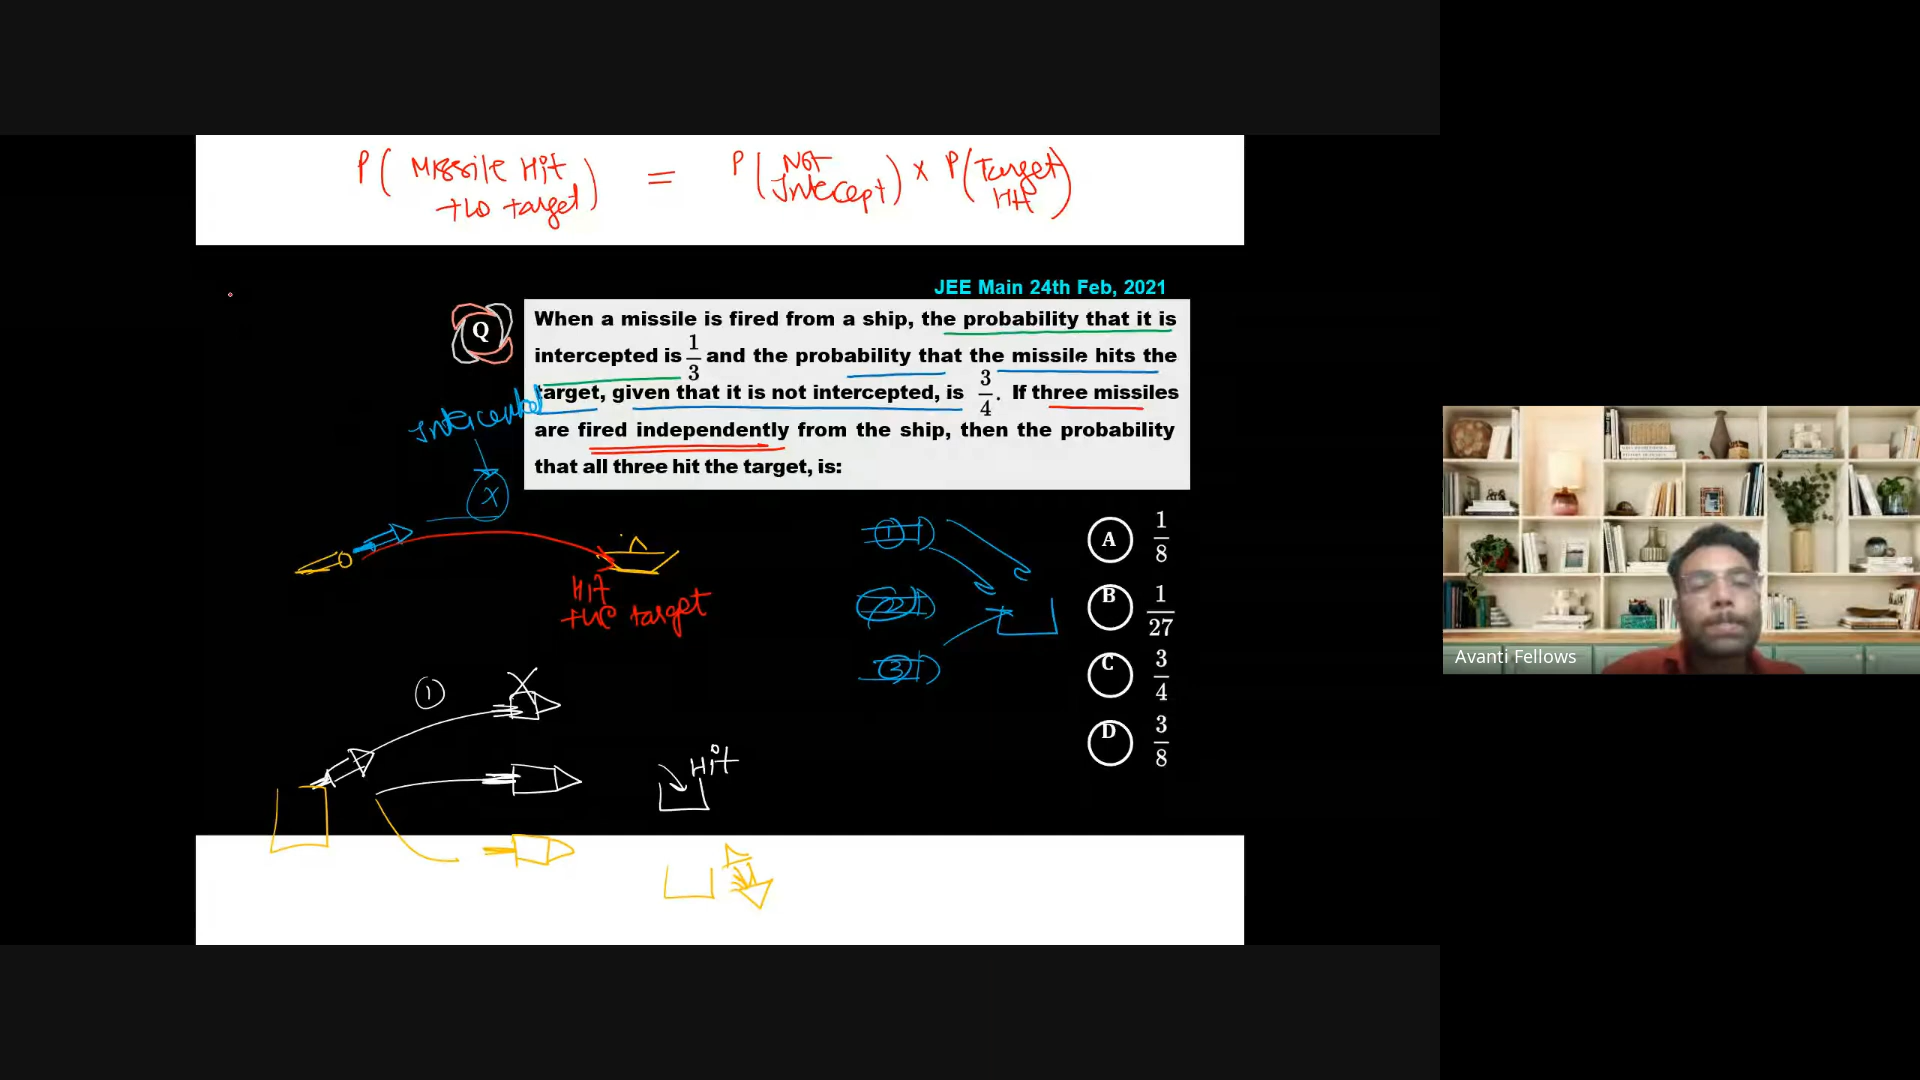 P( Missile Hit
the target) = P(Not
Intercept) × P(Target
Hit)
JEE Main 24th Feb, 2021
Q
When a missile is fired from a ship, the probability that it is
intercepted is 1/3 and the probability that the missile hits the
target, given that it is not intercepted, is 3/4. If three missiles
are fired independently from the ship, then the probability
that all three hit the target, is:
Intercepted
X
Hit
the target
1
2
3
A 1/8
B 1/27
C 3/4
D 3/8
1
X
Hit
Avanti Fellows